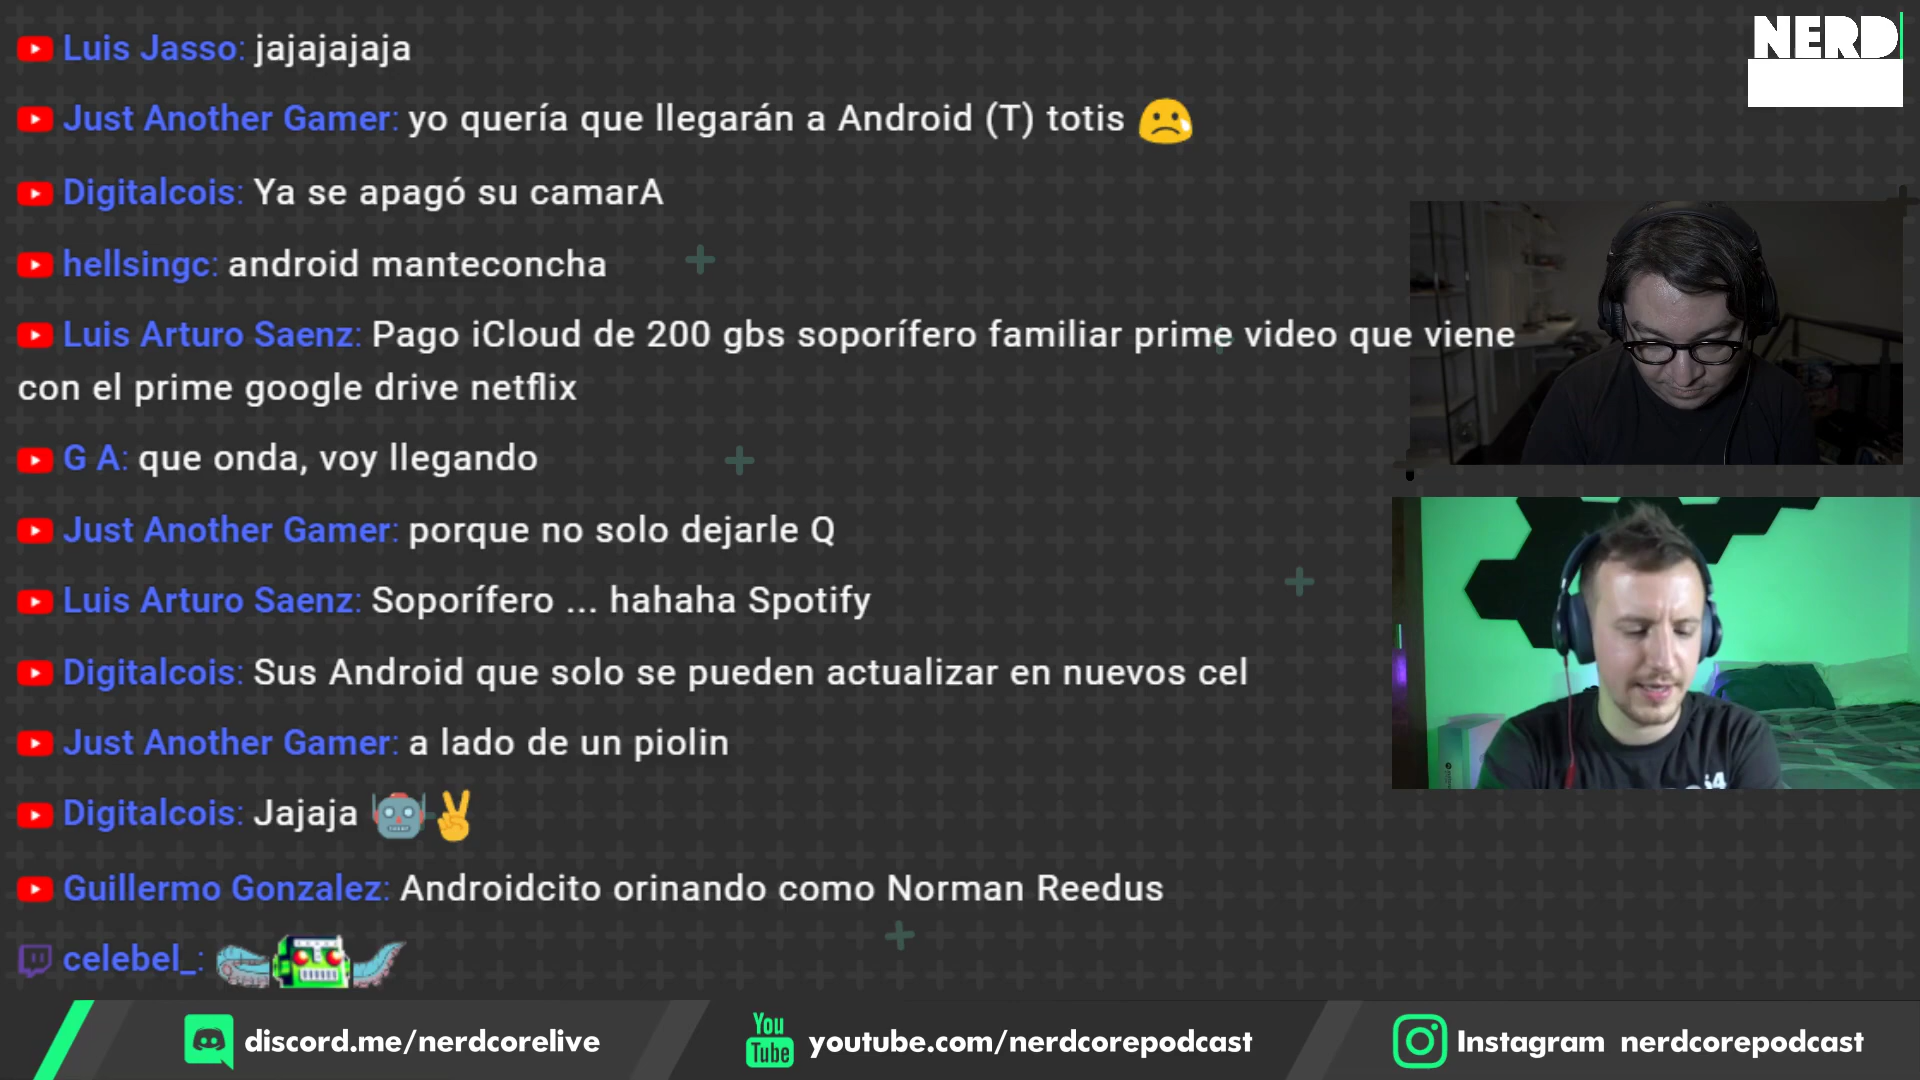 NERD
Luis Jasso: jajajajaja
Just Another Gamer: yo quería que llegarán a Android (T) totis
Digitalcois: Ya se apagó su camarA
hellsingc: android manteconcha
Luis Arturo Saenz: Pago iCloud de 200 gbs soporífero familiar prime video que viene
con el prime google drive netflix
G A: que onda, voy llegando
Just Another Gamer: porque no solo dejarle Q
Luis Arturo Saenz: Soporífero ... hahaha Spotify
Digitalcois: Sus Android que solo se pueden actualizar en nuevos cel
Just Another Gamer: a lado de un piolin
Digitalcois: Jajaja
Guillermo Gonzalez: Androidcito orinando como Norman Reedus
celebel_:
discord.me/nerdcorelive
You
Tube
youtube.com/nerdcorepodcast
Instagram nerdcorepodcast